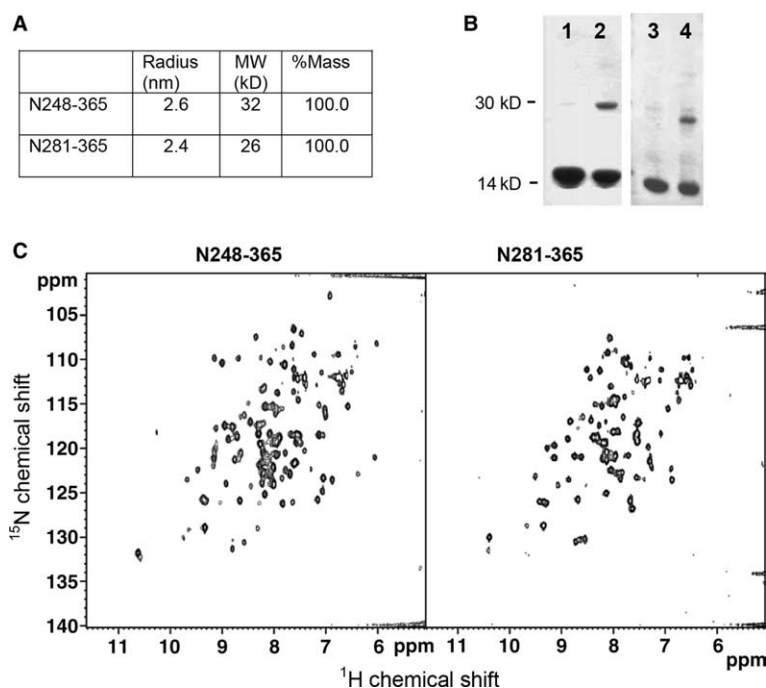 A
Radius (nm) MW (kD) %Mass
N248-365 2.6 32 100.0
N281-365 2.4 26 100.0
B
1 2 3 4
30 kD
14 kD
C
N248-365 N281-365
ppm
105
110
115
120
125
130
135
140
¹⁵N chemical shift
11 10 9 8 7 6 ppm
11 10 9 8 7 6 ppm
¹H chemical shift